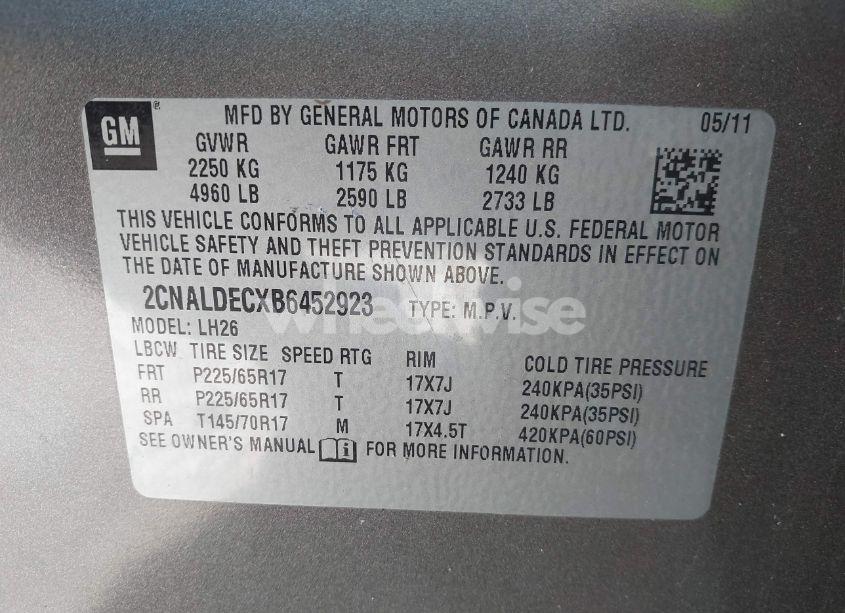 GM ®
MFD BY GENERAL MOTORS OF CANADA LTD. 05/11
GVWR GAWR FRT GAWR RR
2250 KG 1175 KG 1240 KG
4960 LB 2590 LB 2733 LB
THIS VEHICLE CONFORMS TO ALL APPLICABLE U.S. FEDERAL MOTOR
VEHICLE SAFETY AND THEFT PREVENTION STANDARDS IN EFFECT ON
THE DATE OF MANUFACTURE SHOWN ABOVE.
2CNALDECXB6452923 TYPE: M.P.V.
wheelwise
MODEL: LH26
LBCW TIRE SIZE SPEED RTG RIM COLD TIRE PRESSURE
FRT P225/65R17 T 17X7J 240KPA(35PSI)
RR P225/65R17 T 17X7J 240KPA(35PSI)
SPA T145/70R17 M 17X4.5T 420KPA(60PSI)
SEE OWNER'S MANUAL i FOR MORE INFORMATION.